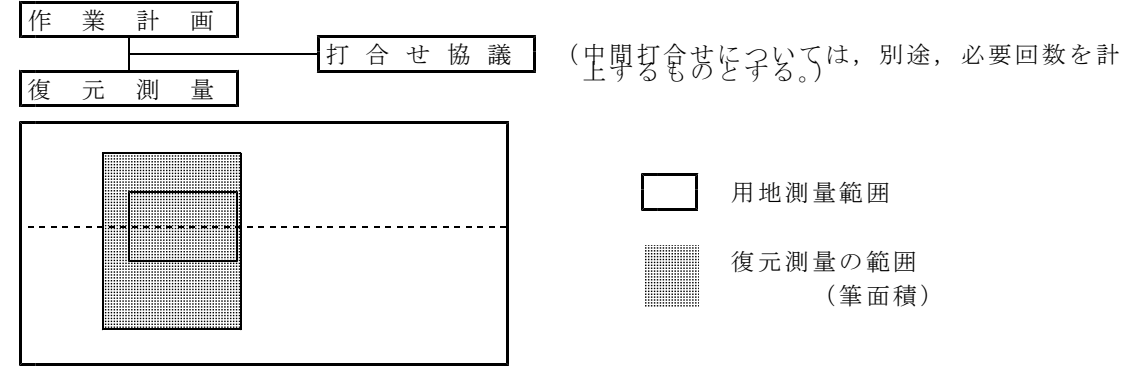 作業計画
打合せ協議
(中間打合せについては,別途,必要回数を計
上するものとする。)
復元測量
用地測量範囲
復元測量の範囲
(筆面積)